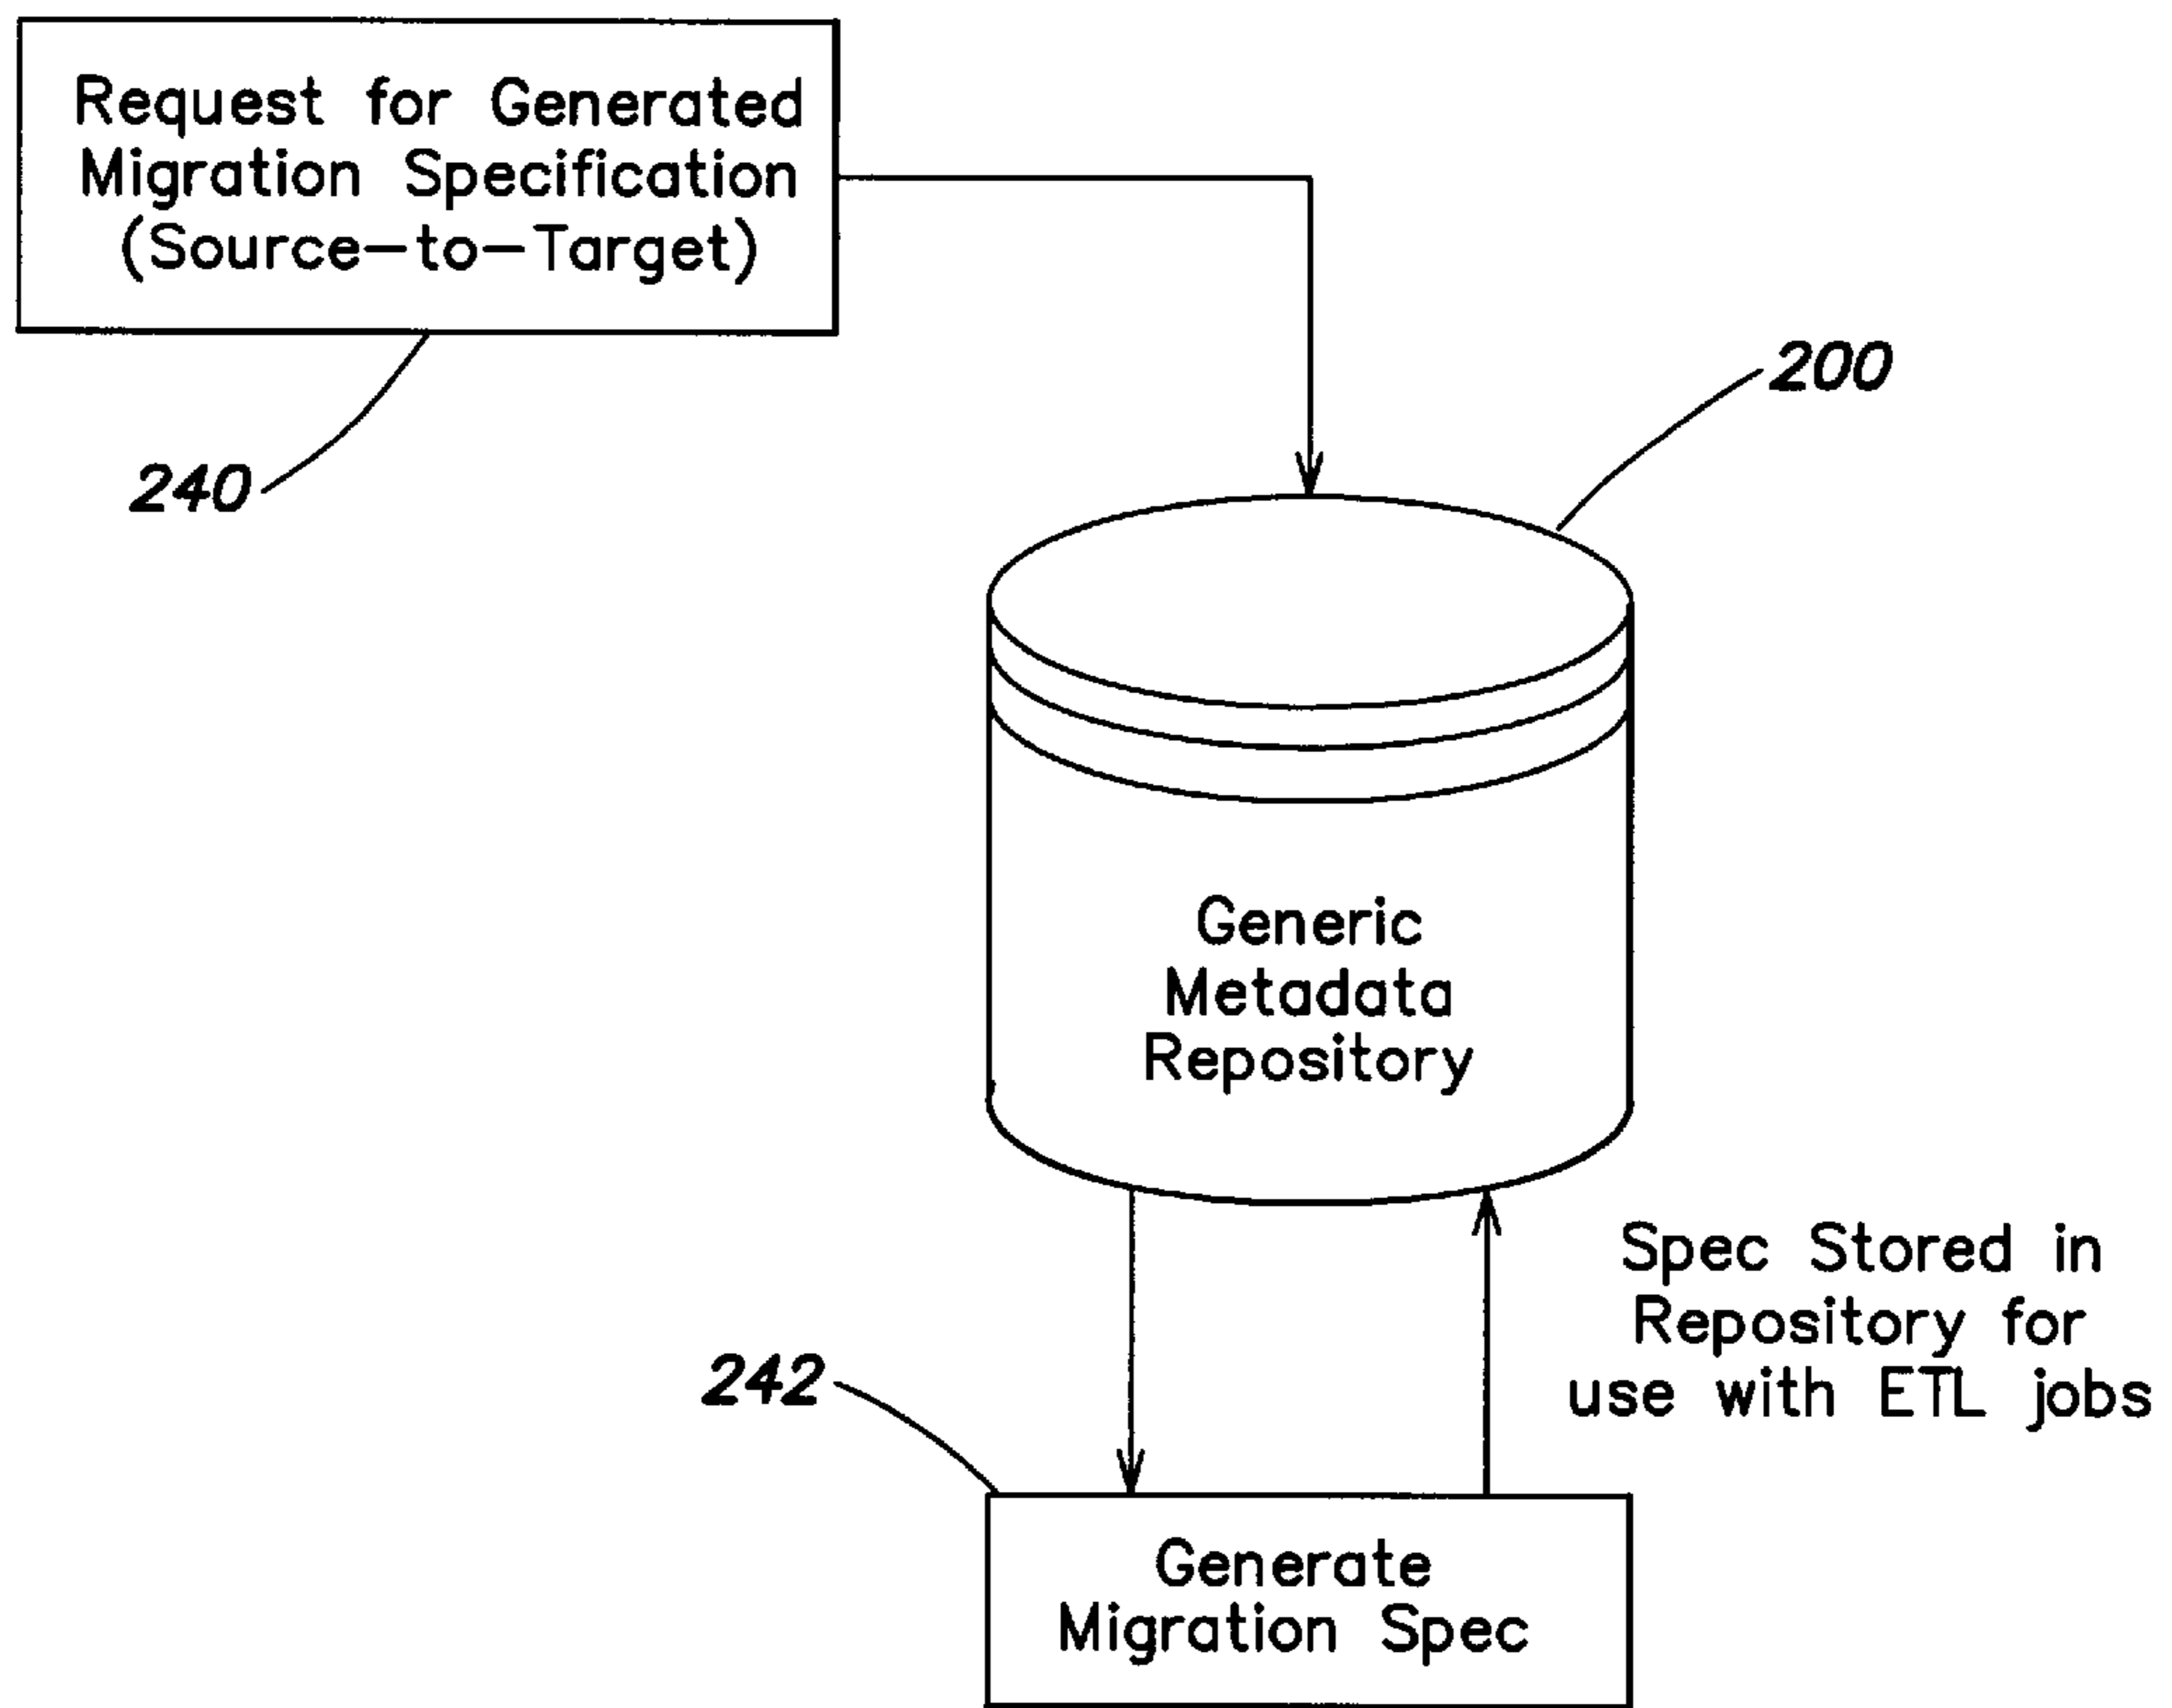 Request for Generated
Migration Specification
(Source-to-Target)
240
200
Generic
Metadata
Repository
Spec Stored in
Repository for
use with ETL jobs
242
Generate
Migration Spec